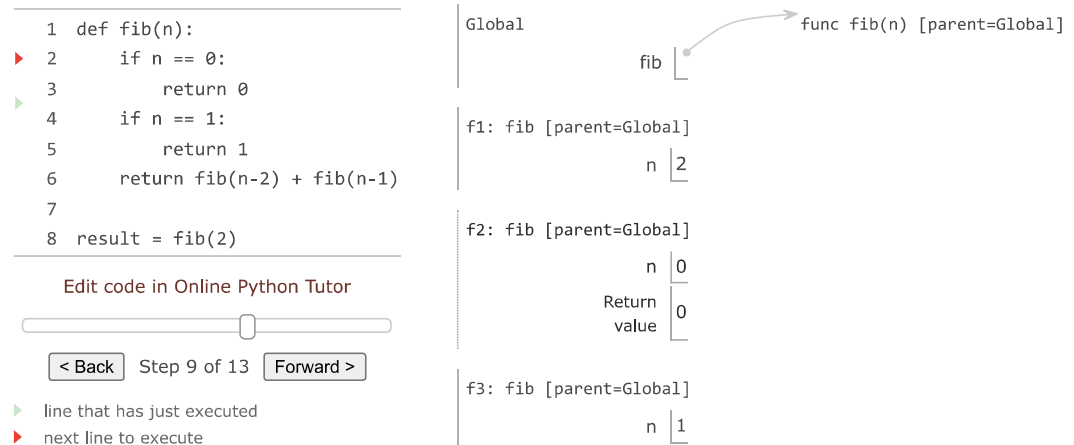 1 def fib(n):
2     if n == 0:
3         return 0
4     if n == 1:
5         return 1
6     return fib(n-2) + fib(n-1)
7
8 result = fib(2)
Edit code in Online Python Tutor
< Back Step 9 of 13 Forward >
line that has just executed
next line to execute
Global
fib
func fib(n) [parent=Global]
f1: fib [parent=Global]
n 2
f2: fib [parent=Global]
n 0
Return
value 0
f3: fib [parent=Global]
n 1